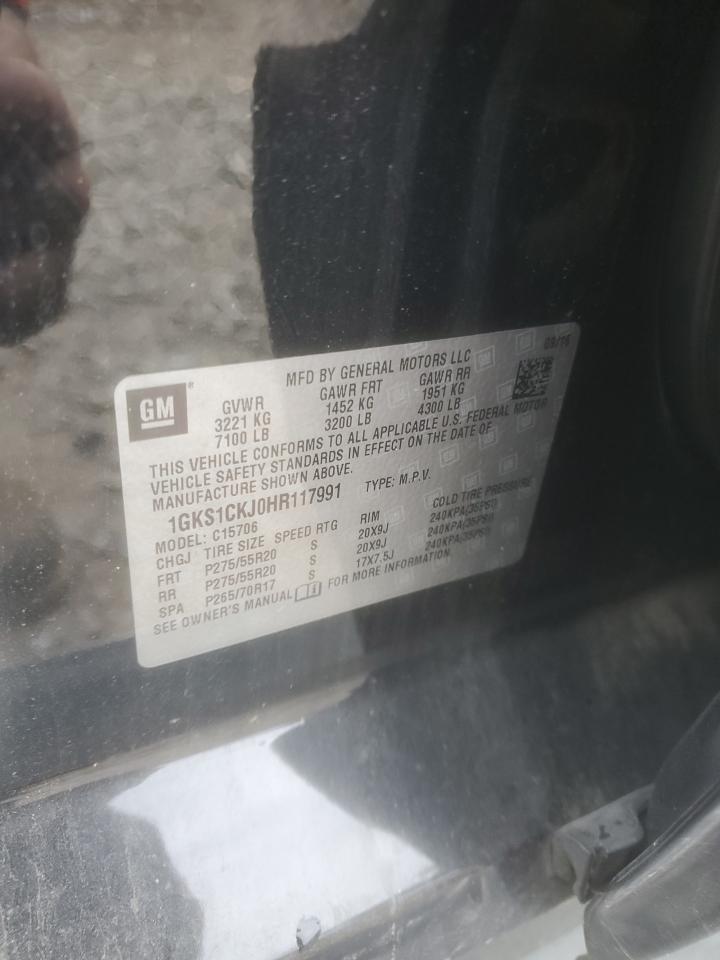 MFD BY GENERAL MOTORS LLC 09/16
GM ®
GVWR GAWR FRT GAWR RR
3221 KG 1452 KG 1951 KG
7100 LB 3200 LB 4300 LB
THIS VEHICLE CONFORMS TO ALL APPLICABLE U.S. FEDERAL MOTOR
VEHICLE SAFETY STANDARDS IN EFFECT ON THE DATE OF
MANUFACTURE SHOWN ABOVE.
1GKS1CKJ0HR117991 TYPE: M.P.V.
MODEL: C15706
CHGJ TIRE SIZE SPEED RTG RIM COLD TIRE PRESSURE
FRT P275/55R20 S 20X9J 240KPA(35PSI)
RR P275/55R20 S 20X9J 240KPA(35PSI)
SPA P265/70R17 S 17X7.5J 240KPA(35PSI)
SEE OWNER'S MANUAL FOR MORE INFORMATION